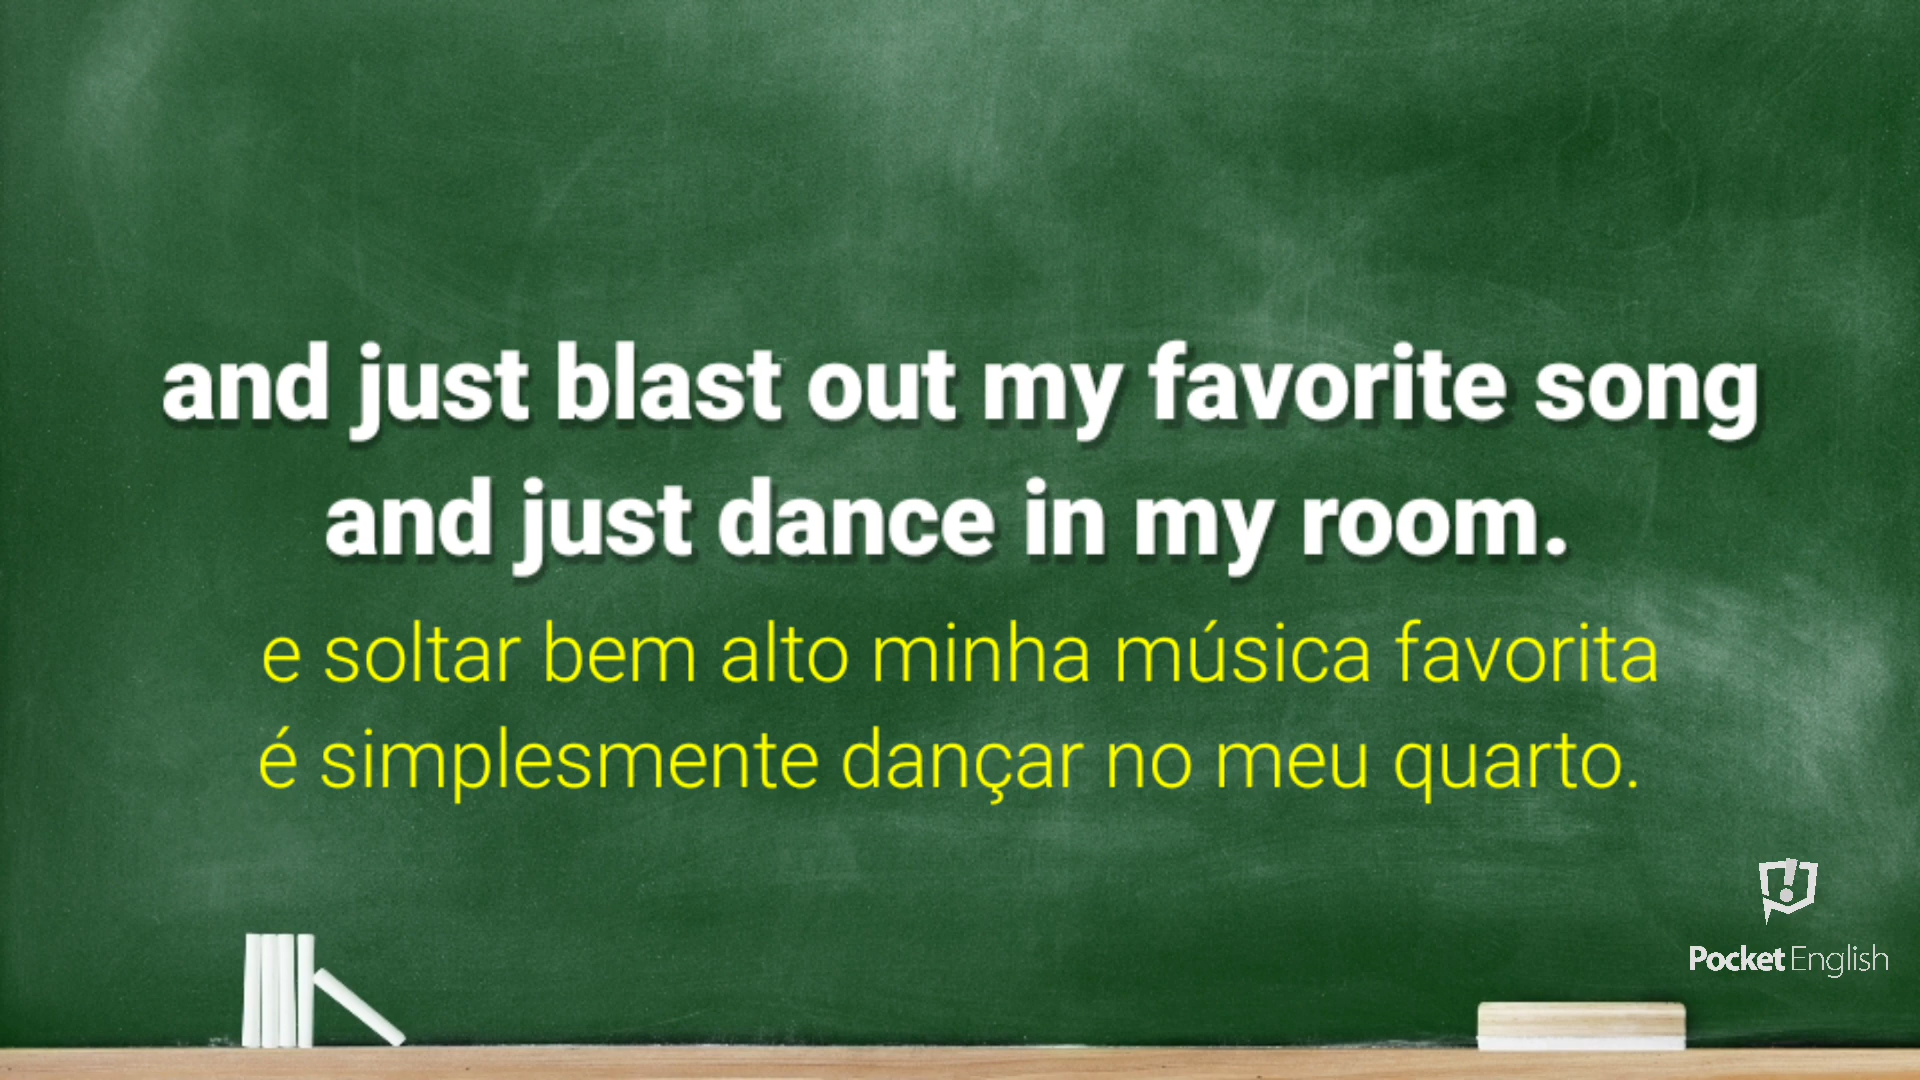 and just blast out my favorite song
and just dance in my room.
e soltar bem alto minha música favorita
é simplesmente dançar no meu quarto.
Pocket English